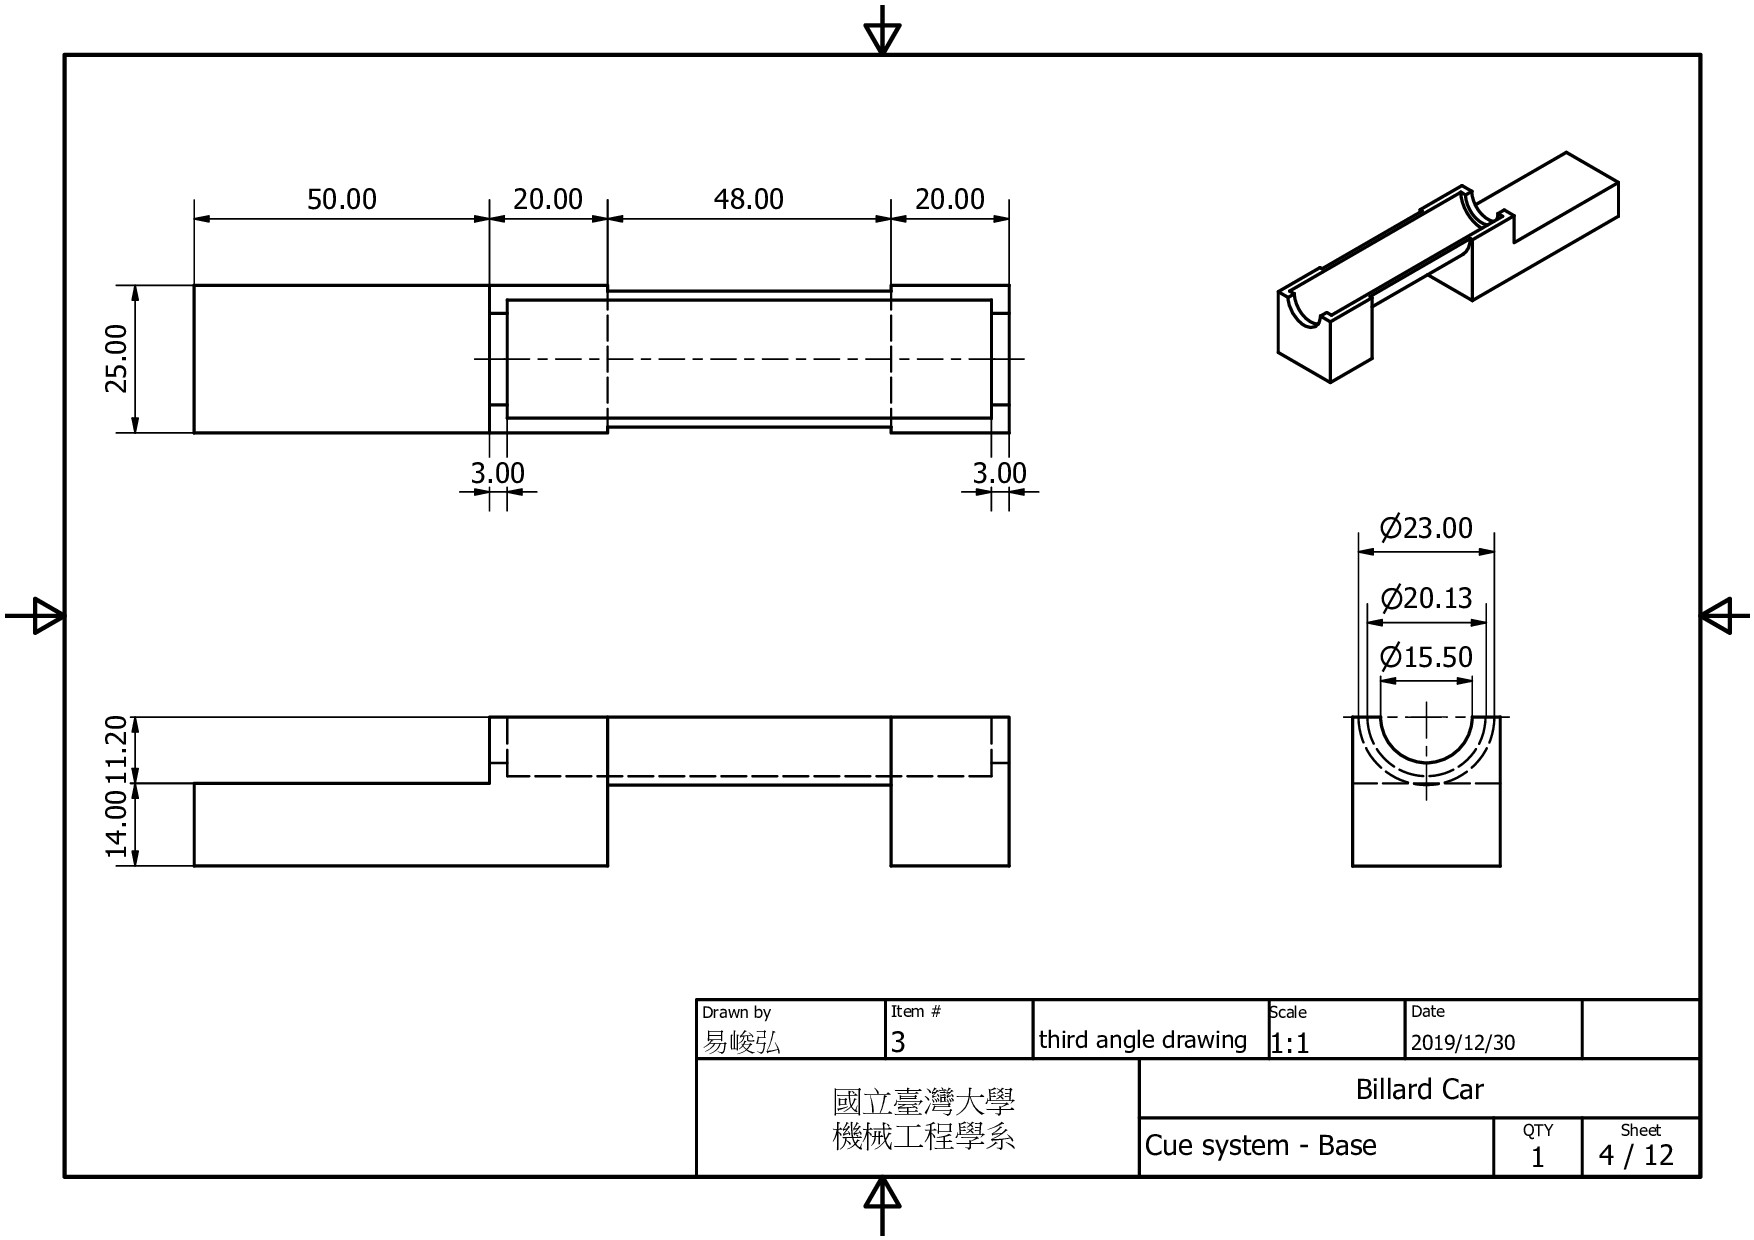 50.00
20.00
48.00
20.00
25.00
3.00
3.00
Ø23.00
Ø20.13
Ø15.50
11.20
14.00
Drawn by
易峻弘
Item #
3
third angle drawing
Scale
1:1
Date
2019/12/30
國立臺灣大學
機械工程學系
Billard Car
Cue system - Base
QTY
1
Sheet
4 / 12